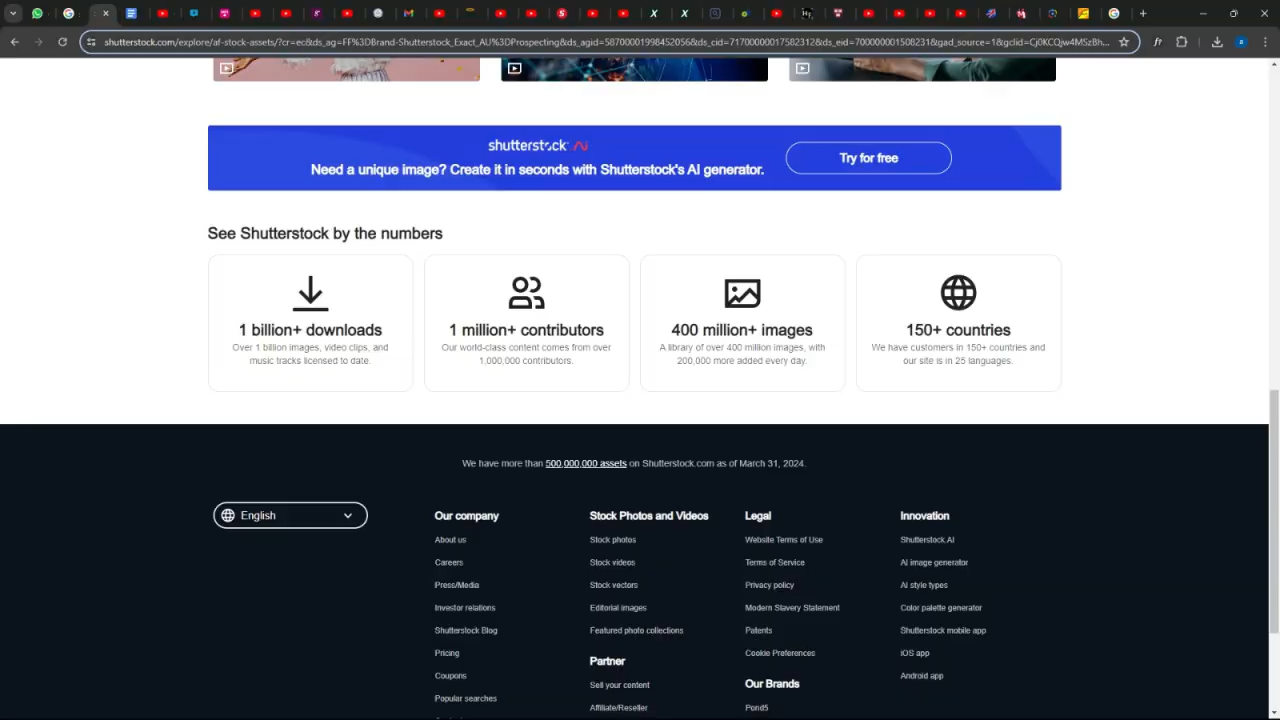 shutterstock.com/explore/af-stock-assets/?cr=ec&ds_ag=FF%3DBrand-Shutterstock_Exact_AU%3DProspecting&ds_agid=58700001998452056&ds_cid=71700000017582312&ds_eid=700000001508231&gad_source=1&gclid=Cj0KCQjw4MSzBh...
shutterstock AI
Need a unique image? Create it in seconds with Shutterstock's AI generator.
Try for free
See Shutterstock by the numbers
1 billion+ downloads
Over 1 billion images, video clips, and
music tracks licensed to date.
1 million+ contributors
Our world-class content comes from over
1,000,000 contributors.
400 million+ images
A library of over 400 million images, with
200,000 more added every day.
150+ countries
We have customers in 150+ countries and
our site is in 25 languages.
We have more than 500,000,000 assets on Shutterstock.com as of March 31, 2024.
English
Our company
About us
Careers
Press/Media
Investor relations
Shutterstock Blog
Pricing
Coupons
Popular searches
Stock Photos and Videos
Stock photos
Stock videos
Stock vectors
Editorial images
Featured photo collections
Partner
Sell your content
Affiliate/Reseller
Legal
Website Terms of Use
Terms of Service
Privacy policy
Modern Slavery Statement
Patents
Cookie Preferences
Our Brands
Pond5
Innovation
Shutterstock.AI
AI image generator
AI style types
Color palette generator
Shutterstock mobile app
iOS app
Android app